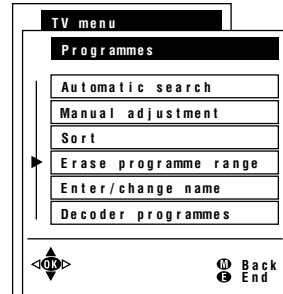 TV menu
Programmes
Automatic search
Manual adjustment
Sort
Erase programme range
Enter/change name
Decoder programmes
OK
M Back
E End